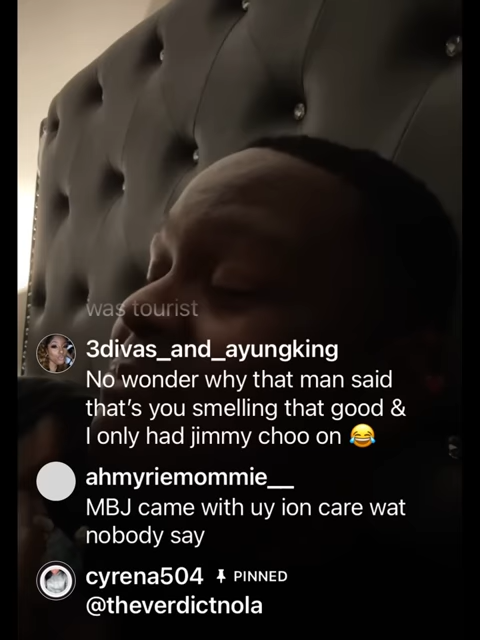 was tourist
3divas_and_ayungking
No wonder why that man said
that's you smelling that good &
I only had jimmy choo on 😂
ahmyriemommie__
MBJ came with uy ion care wat
nobody say
cyrena504 PINNED
@theverdictnola